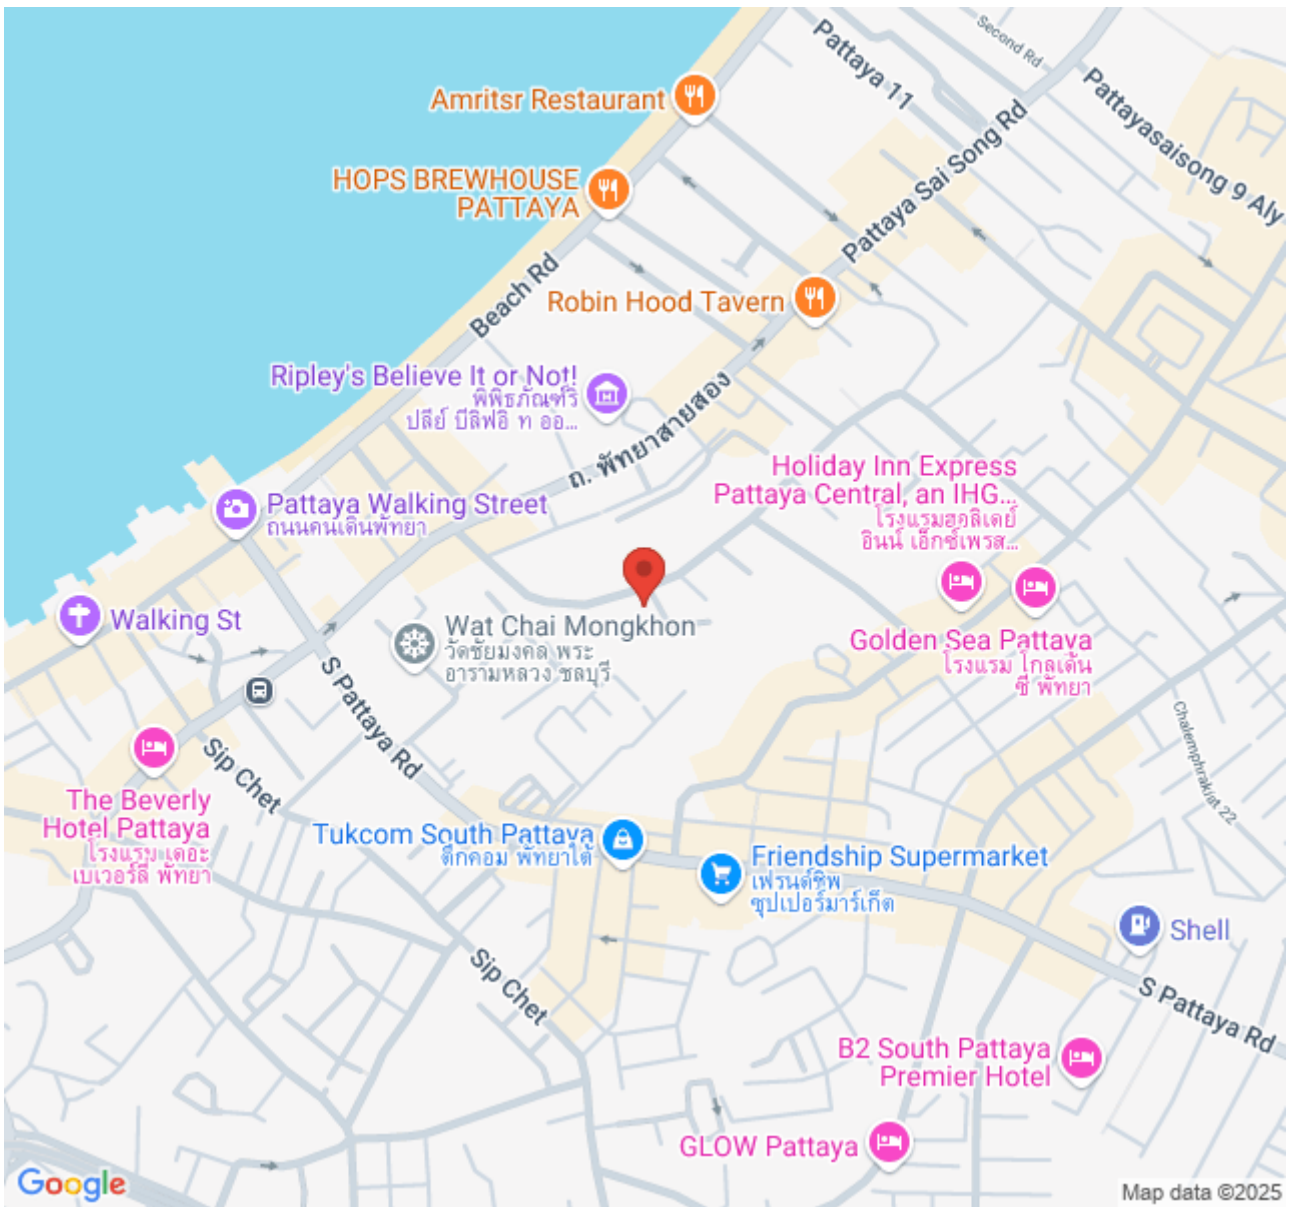 Second Rd
Pattaya 11
Pattayasaisong 9 Aly
Amritsr Restaurant
Pattaya Sai Song Rd
HOPS BREWHOUSE
PATTAYA
Beach Rd
Robin Hood Tavern
Ripley's Believe It or Not!
พิพิธภัณฑ์ริ
ปลีย์ บีลิฟอิ ท ออ...
ถ. พัทยาสายสอง
Holiday Inn Express
Pattaya Central, an IHG...
โรงแรมฮอลิเดย์
อินน์ เอ็กซ์เพรส...
Pattaya Walking Street
ถนนคนเดินพัทยา
Walking St
Wat Chai Mongkhon
วัดชัยมงคล พระ
อารามหลวง ชลบุรี
Golden Sea Pattaya
โรงแรม โกลเด้น
ซี พัทยา
S Pattaya Rd
Sip Chet
Chalermphrakiat 22
The Beverly
Hotel Pattaya
โรงแรม เดอะ
เบเวอร์ลี่ พัทยา
Tukcom South Pattaya
ตึกคอม พัทยาใต้
Friendship Supermarket
เฟรนด์ชิพ
ซุปเปอร์มาร์เก็ต
Shell
Sip Chet
S Pattaya Rd
B2 South Pattaya
Premier Hotel
GLOW Pattaya
Google
Map data ©2025